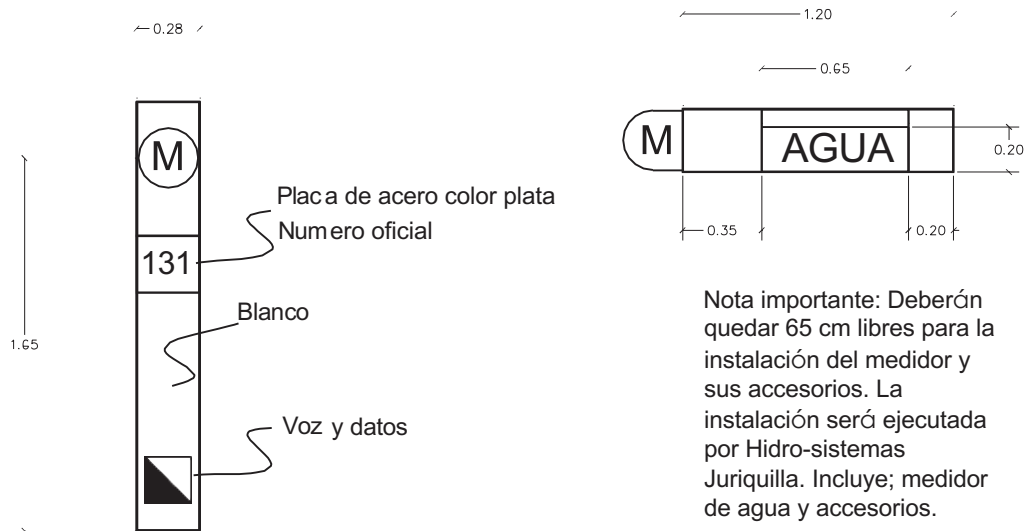 0.28
1.20
0.65
M
M
AGUA
0.20
Placa de acero color plata
Numero oficial
131
0.35
0.20
Blanco
1.65
Nota importante: Deberán
quedar 65 cm libres para la
instalación del medidor y
sus accesorios. La
instalación será ejecutada
por Hidro-sistemas
Juriquilla. Incluye; medidor
de agua y accesorios.
Voz y datos